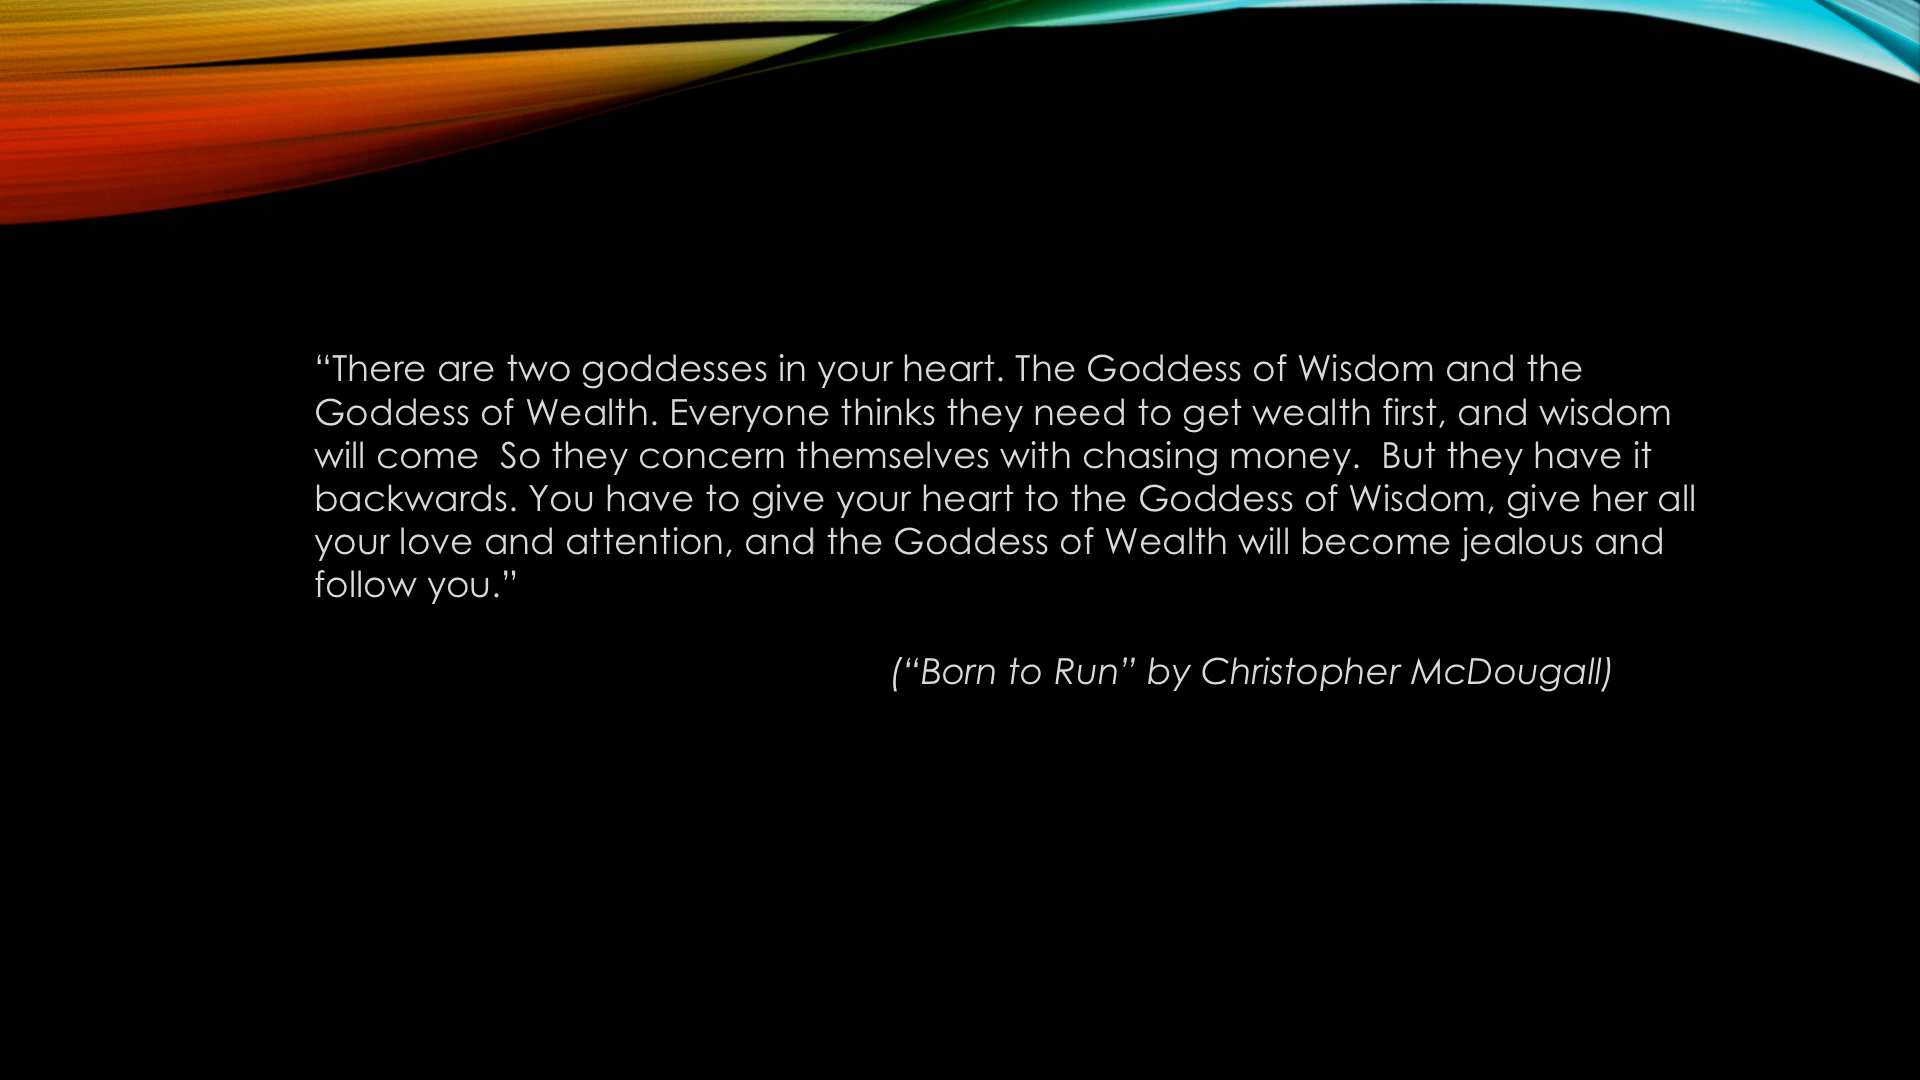 “There are two goddesses in your heart. The Goddess of Wisdom and the
Goddess of Wealth. Everyone thinks they need to get wealth first, and wisdom
will come  So they concern themselves with chasing money.  But they have it
backwards. You have to give your heart to the Goddess of Wisdom, give her all
your love and attention, and the Goddess of Wealth will become jealous and
follow you.”
(“Born to Run” by Christopher McDougall)